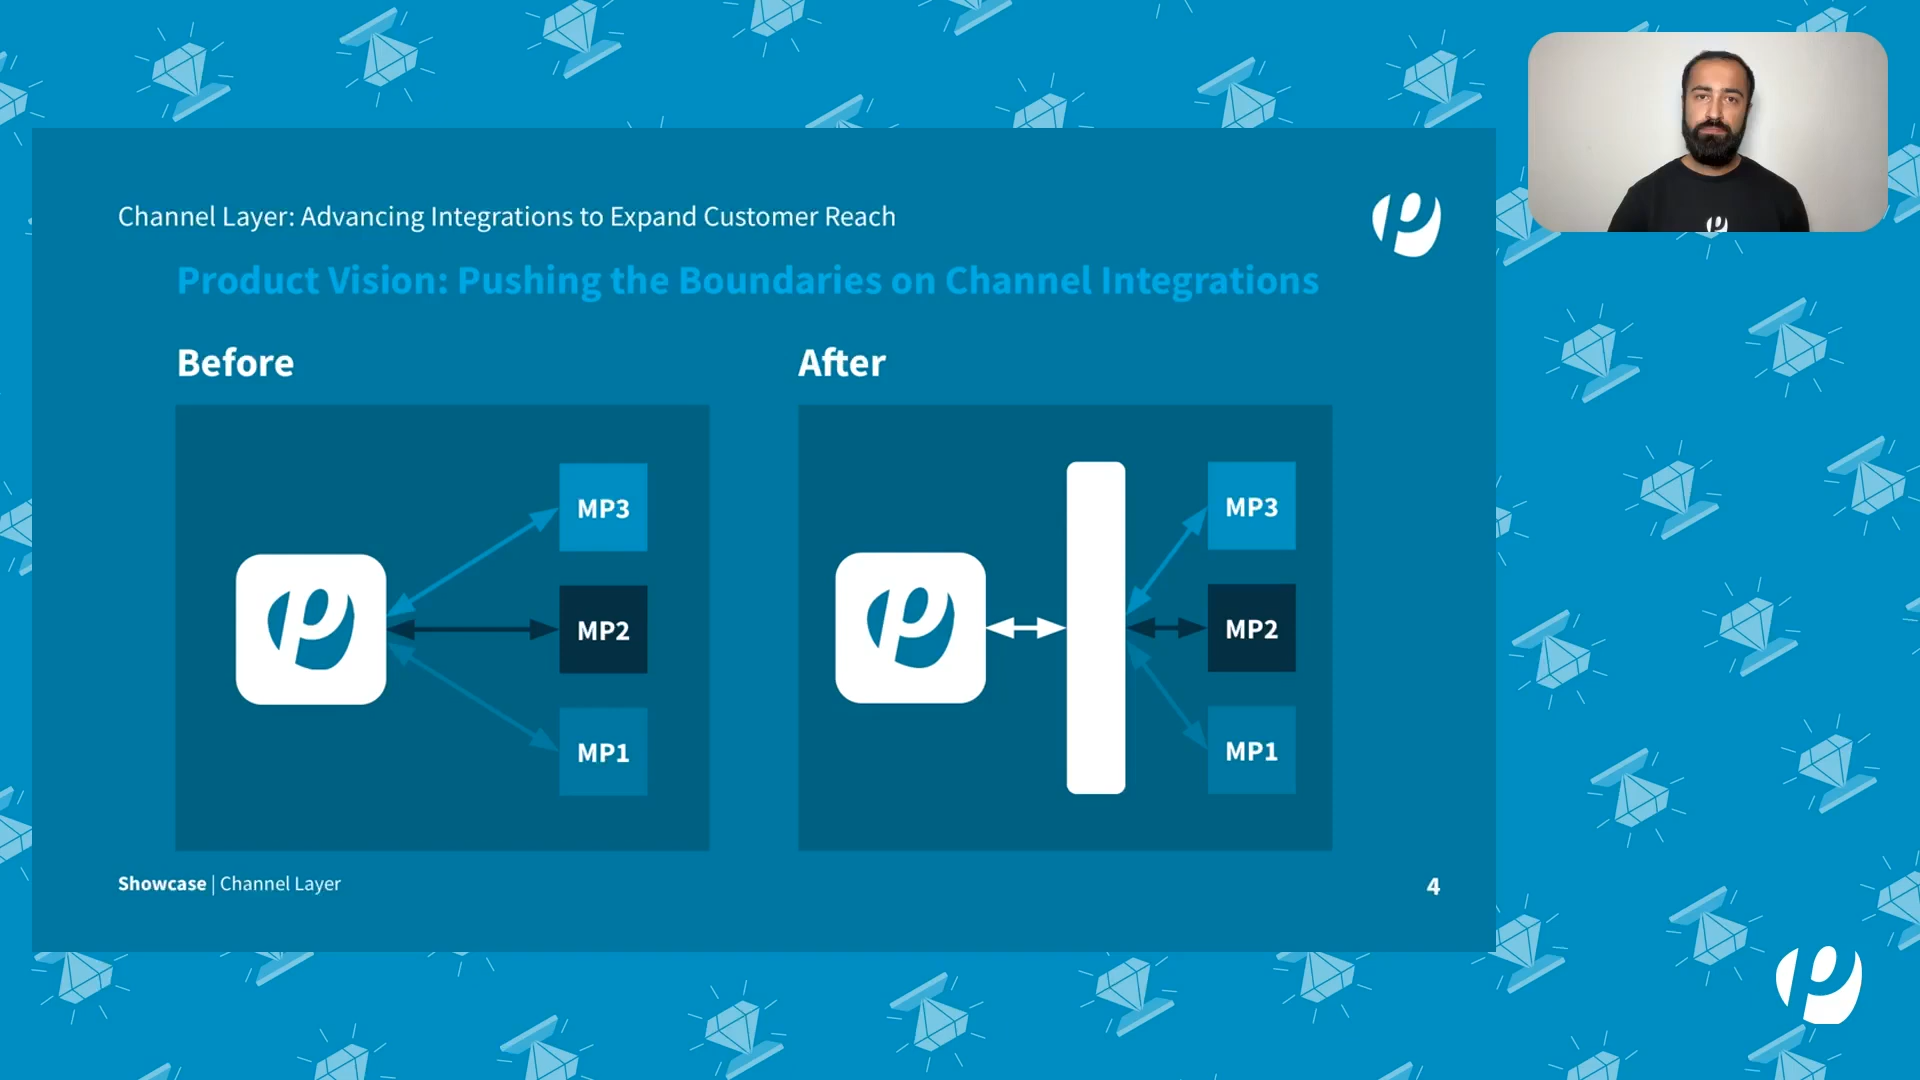 Channel Layer: Advancing Integrations to Expand Customer Reach
Product Vision: Pushing the Boundaries on Channel Integrations
Before
After
MP3
MP2
MP1
MP3
MP2
MP1
Showcase | Channel Layer
4